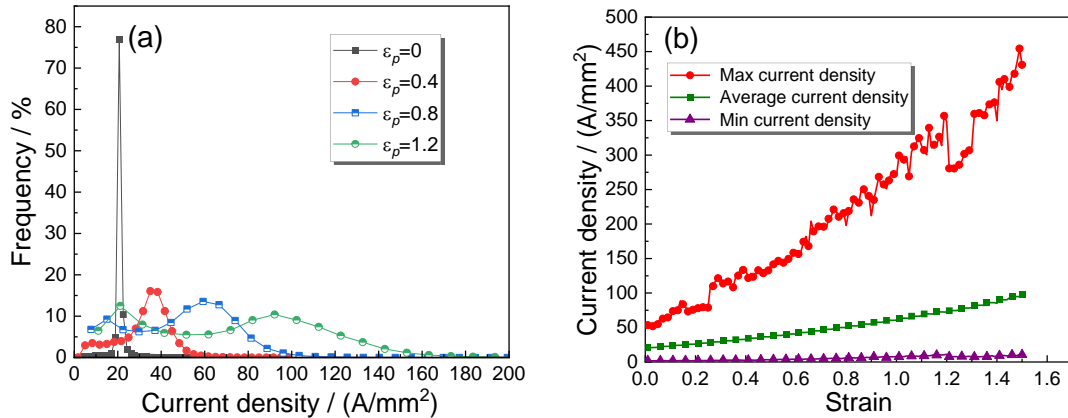 (a)
Frequency / %
80
70
60
50
40
30
20
10
0
0 20 40 60 80 100 120 140 160 180 200
Current density / (A/mm²)
εp=0
εp=0.4
εp=0.8
εp=1.2
(b)
Current density / (A/mm²)
450
400
350
300
250
200
150
100
50
0
0.0 0.2 0.4 0.6 0.8 1.0 1.2 1.4 1.6
Strain
Max current density
Average current density
Min current density